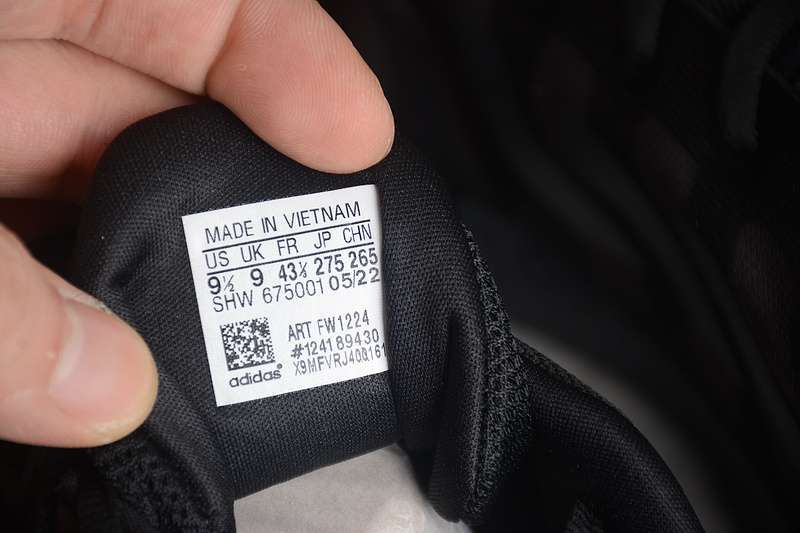 MADE IN VIETNAM
US UK FR JP CHN
9½ 9 43⅓ 275 265
SHW 675001 05/22
ART FW1224
#124189430
X9MFVRJ40Q161
adidas®